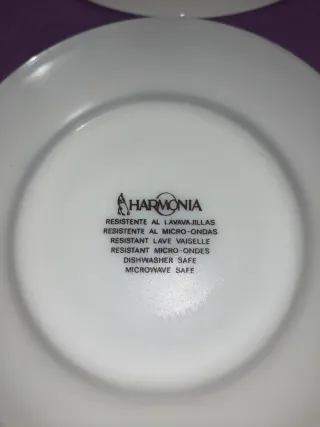 HARMONIA
RESISTENTE AL LAVAVAJILLAS
RESISTENTE AL MICRO-ONDAS
RESISTANT LAVE VAISELLE
RESISTANT MICRO-ONDES
DISHWASHER SAFE
MICROWAVE SAFE